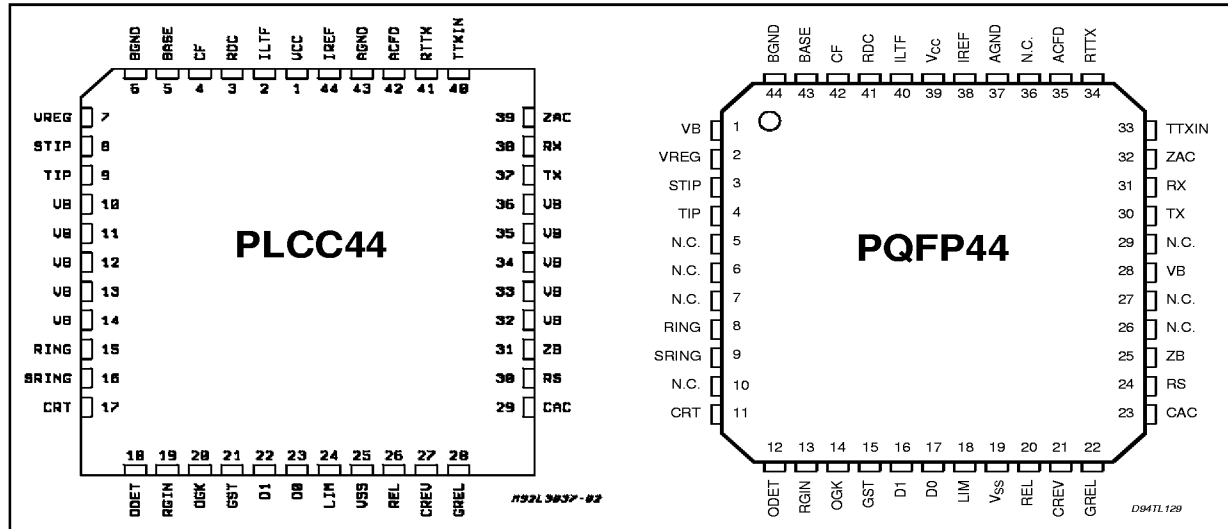 BGND BASE CF RDC ILTF VCC IREF AGND ACFD RTTX TTXIN
6 5 4 3 2 1 44 43 42 41 40
VREG 7
STIP 8
TIP 9
VB 10
VB 11
VB 12
VB 13
VB 14
RING 15
SRING 16
CRT 17
PLCC44
39 ZAC
38 RX
37 TX
36 VB
35 VB
34 VB
33 VB
32 VB
31 ZB
30 RS
29 CAC
18 19 20 21 22 23 24 25 26 27 28
ODET RGIN OGK GST D1 D0 LIM VSS REL CREV GREL
M92L3037-02
BGND BASE CF RDC ILTF VCC IREF AGND N.C. ACFD RTTX
44 43 42 41 40 39 38 37 36 35 34
VB 1
VREG 2
STIP 3
TIP 4
N.C. 5
N.C. 6
N.C. 7
RING 8
SRING 9
N.C. 10
CRT 11
PQFP44
33 TTXIN
32 ZAC
31 RX
30 TX
29 N.C.
28 VB
27 N.C.
26 N.C.
25 ZB
24 RS
23 CAC
12 13 14 15 16 17 18 19 20 21 22
ODET RGIN OGK GST D1 D0 LIM VSS REL CREV GREL
D94TL129